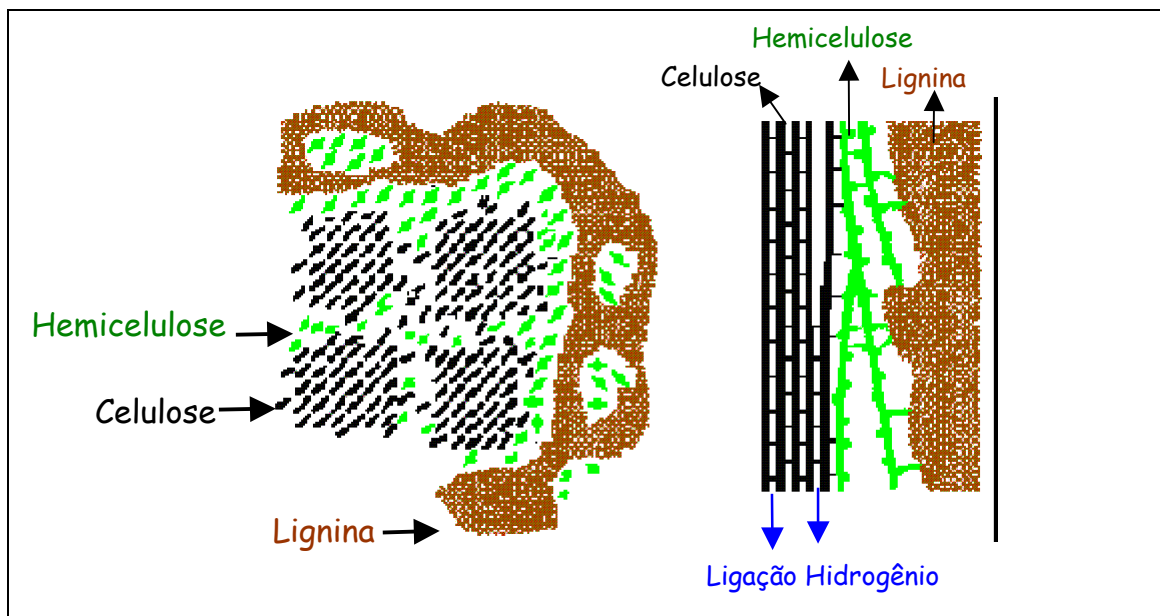 Hemicelulose
Celulose
Lignina
Hemicelulose
Celulose
Lignina
Ligação Hidrogênio